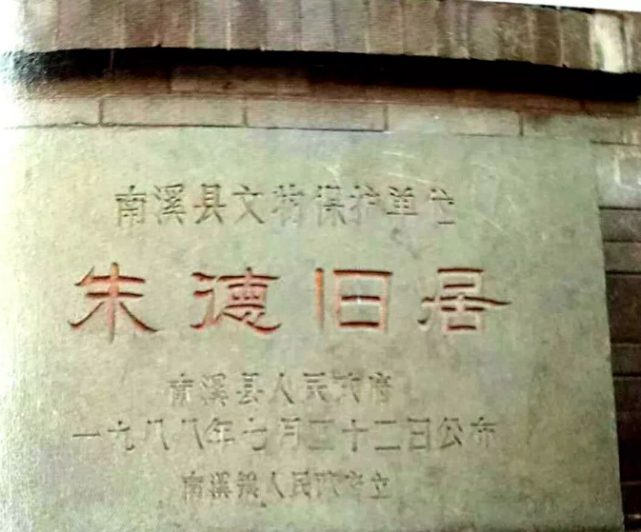 南溪县文物保护单位
朱德旧居
南溪县人民政府
一九八八年七月二十二日公布
南溪镇人民政府立